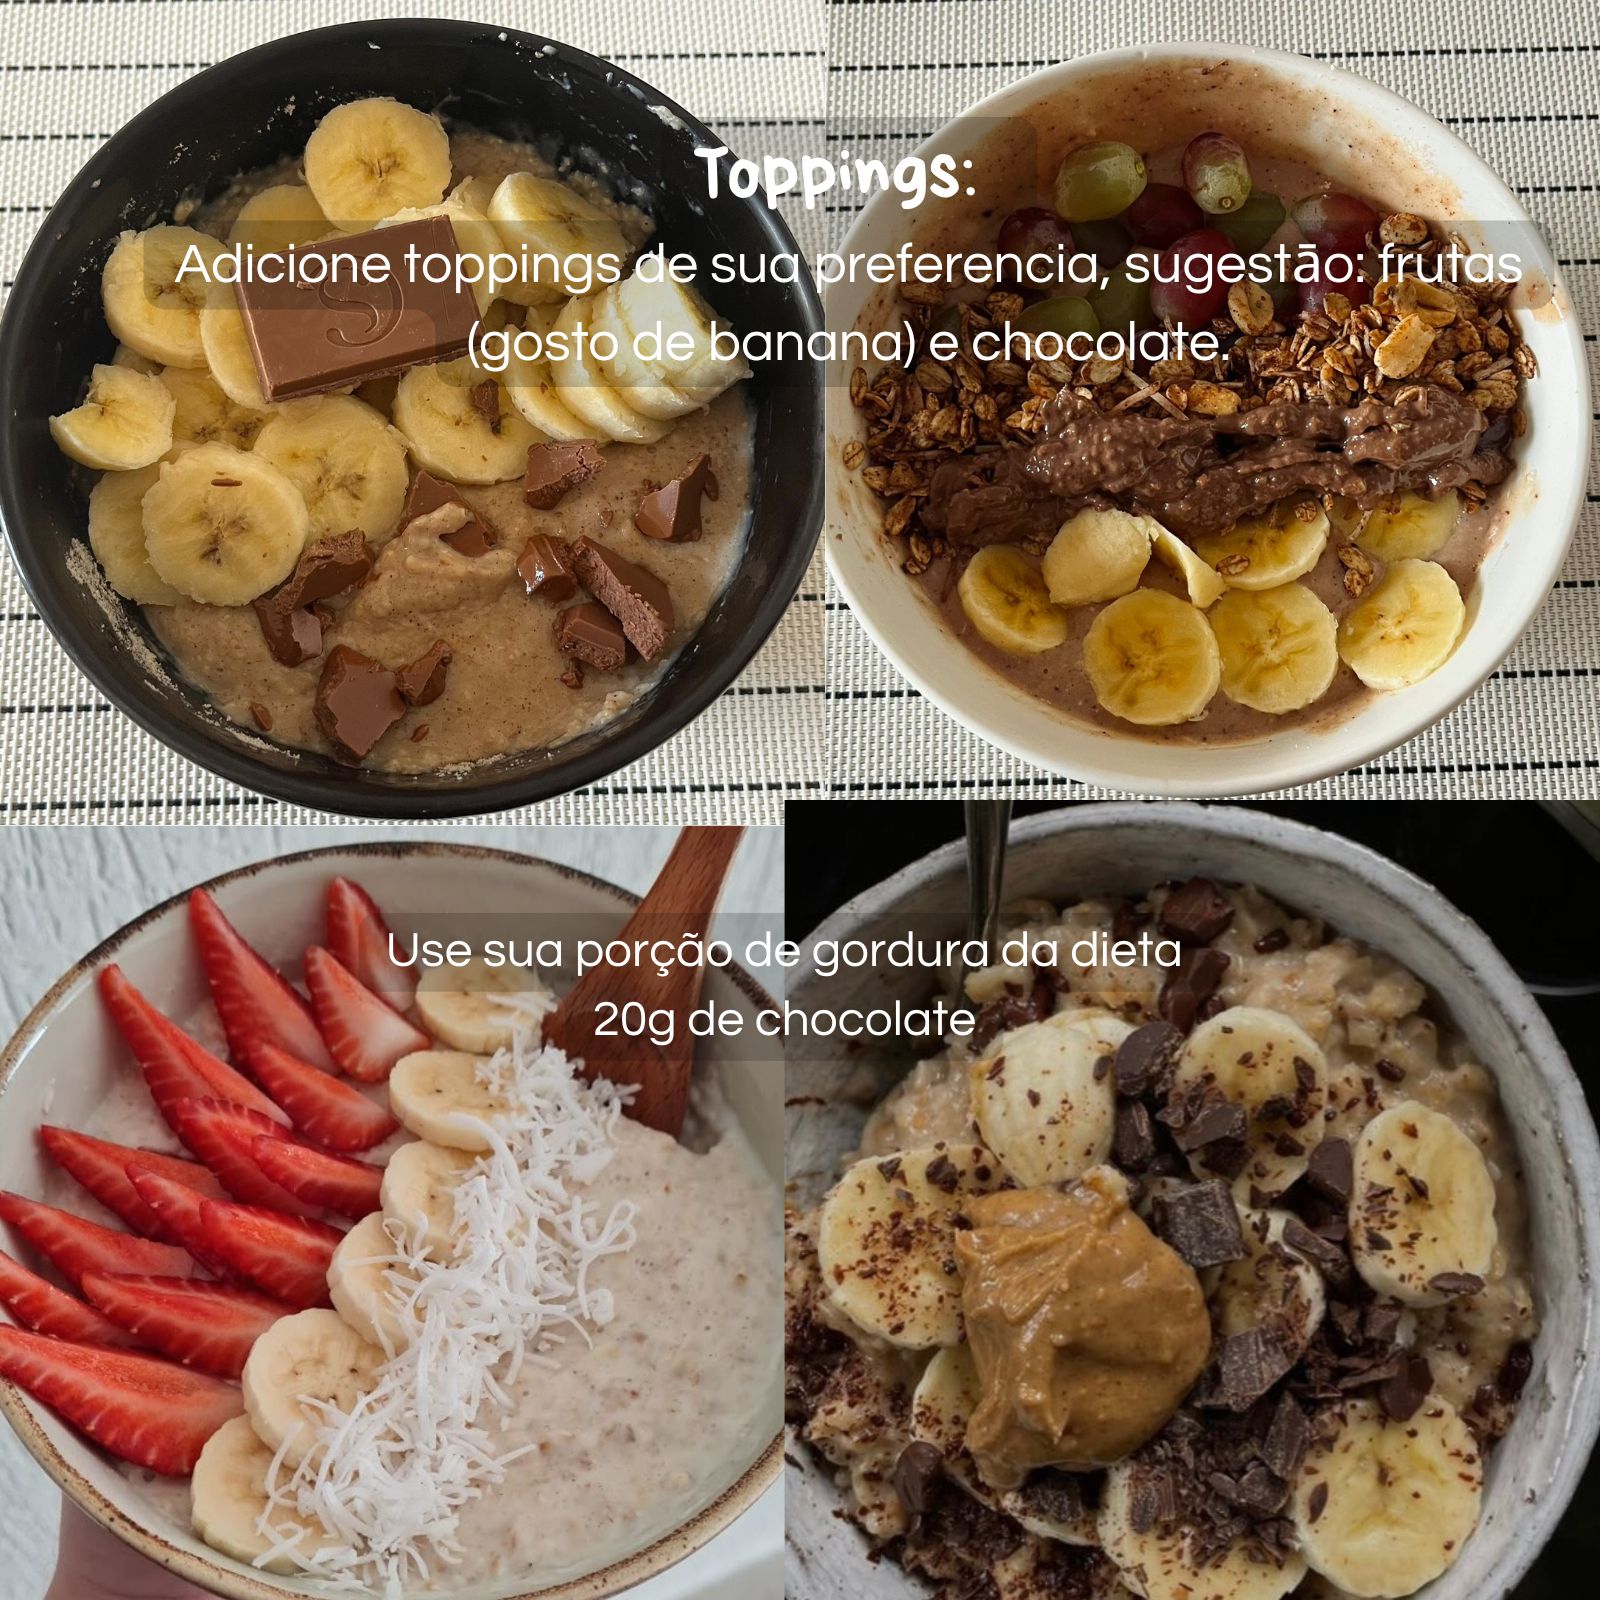 Toppings:
Adicione toppings de sua preferencia, sugestāo: frutas
(gosto de banana) e chocolate.
Use sua porção de gordura da dieta
20g de chocolate